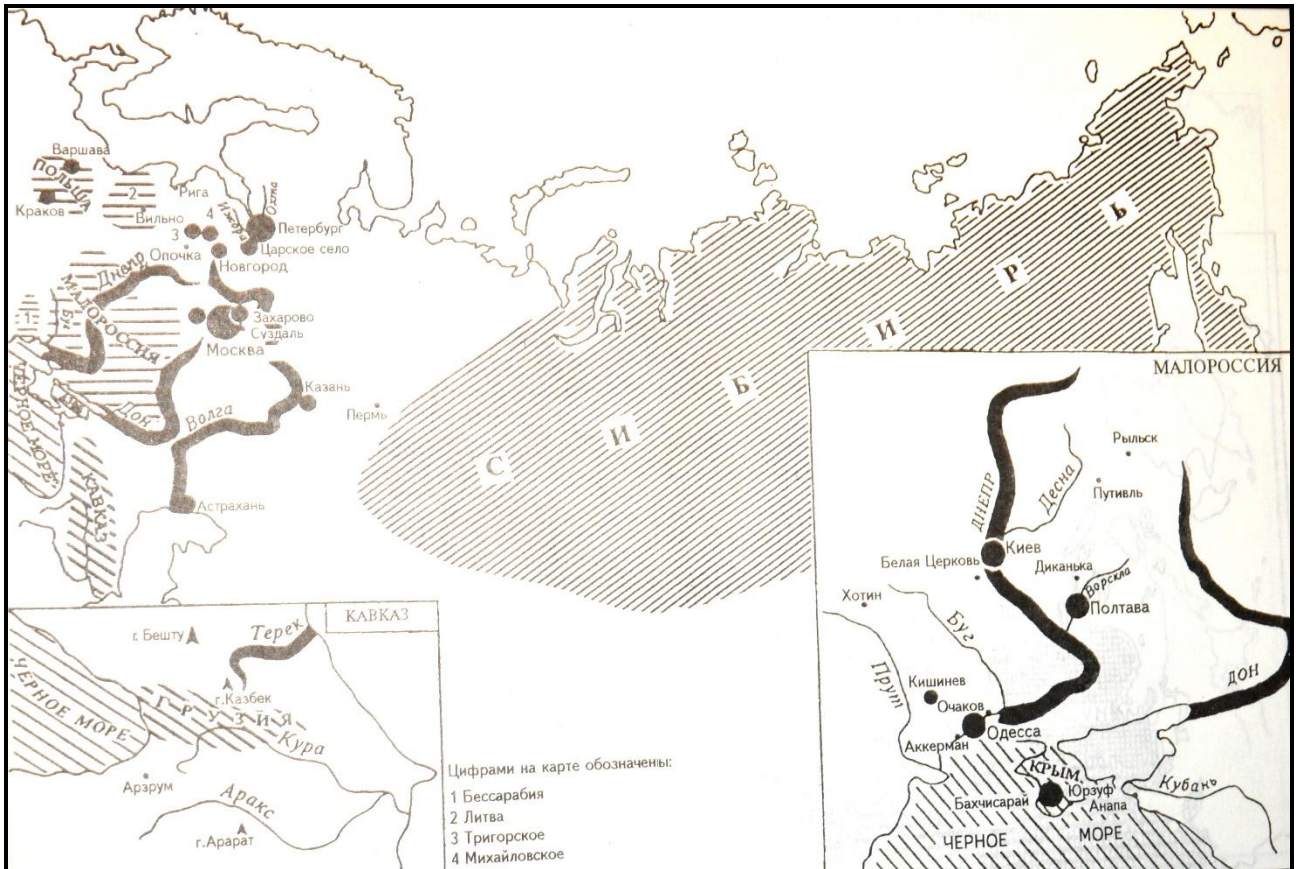 Варшава
ПОЛЬША
Краков
2
Вильно
Рига
3
4
Охта
Петербург
Царское село
Опочка
Новгород
Днепр
МАЛОРОССИЯ
1
Буг
Захарово
Суздаль
Москва
Казань
Пермь
Дон
Волга
ЧЕРНОЕ МОРЕ
КАВКАЗ
Астрахань
С И Б И Р Ь
КАВКАЗ
г. Бешту
Терек
г.Казбек
ЧЕРНОЕ МОРЕ
ГРУЗИЯ
Кура
Арзрум
Аракс
г.Арарат
Цифрами на карте обозначены:
1 Бессарабия
2 Литва
3 Тригорское
4 Михайловское
МАЛОРОССИЯ
Рыльск
Путивль
Десна
ДНЕПР
Киев
Белая Церковь
Диканька
Ворскла
Полтава
Хотин
Буг
Прут
Кишинев
Очаков
Одесса
Аккерман
ДОН
КРЫМ
Юрзуф
Бахчисарай
Анапа
Кубань
ЧЕРНОЕ МОРЕ